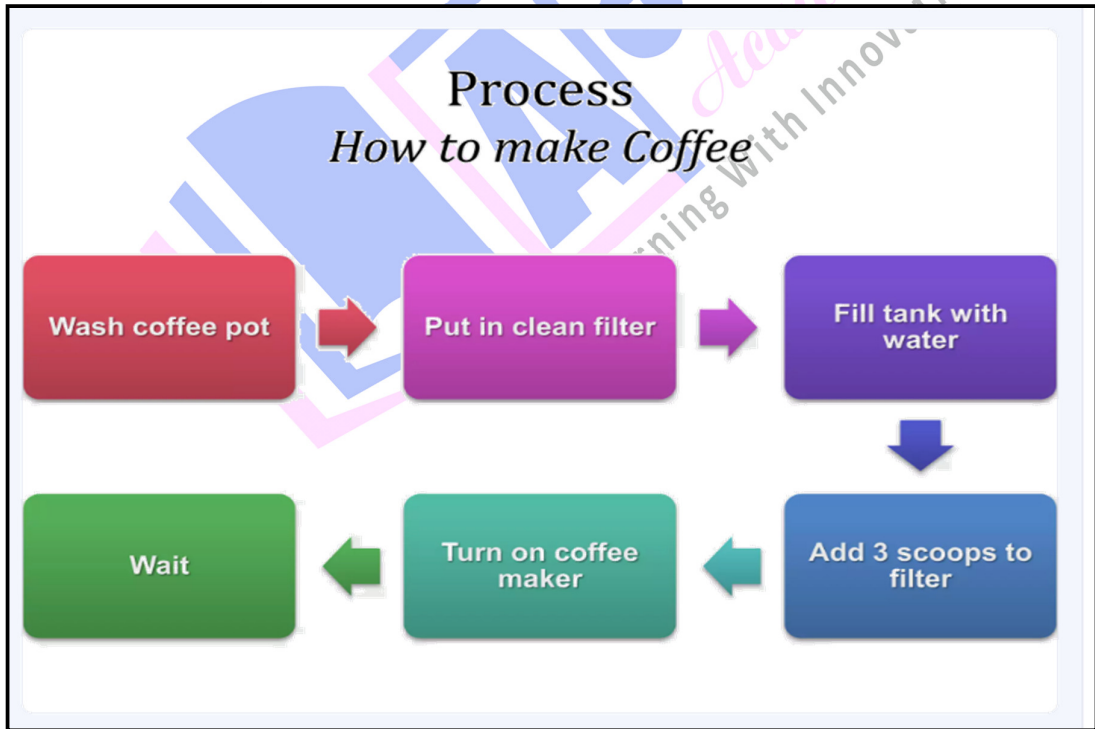 Process
How to make Coffee
Wash coffee pot
Put in clean filter
Fill tank with
water
Add 3 scoops to
filter
Turn on coffee
maker
Wait
With